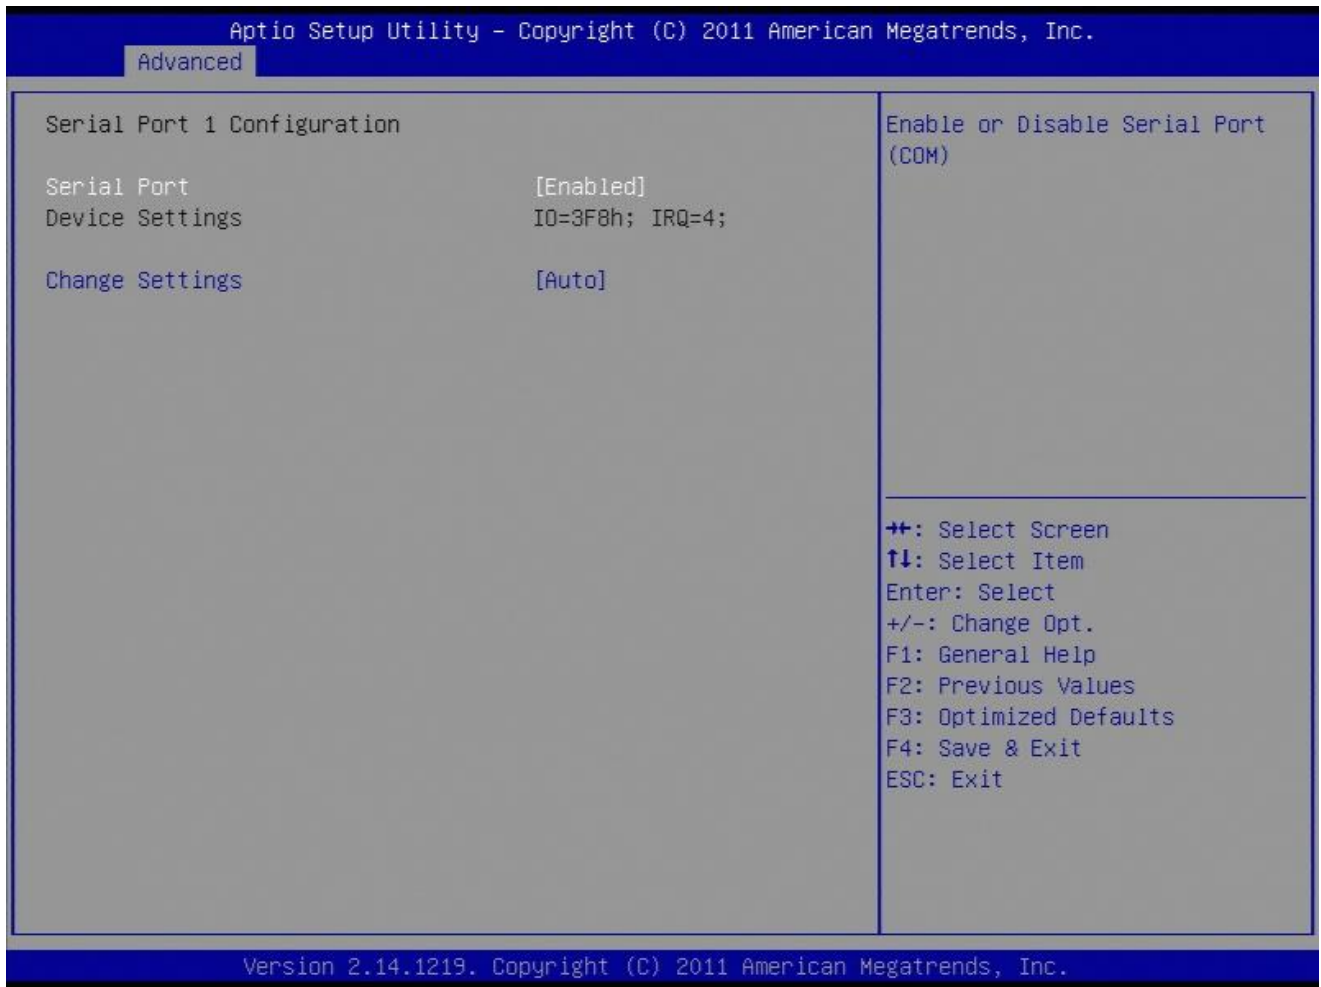 Aptio Setup Utility – Copyright (C) 2011 American Megatrends, Inc.
Advanced
Serial Port 1 Configuration
Serial Port [Enabled]
Device Settings IO=3F8h; IRQ=4;
Change Settings [Auto]
Enable or Disable Serial Port
(COM)
→←: Select Screen
↑↓: Select Item
Enter: Select
+/-: Change Opt.
F1: General Help
F2: Previous Values
F3: Optimized Defaults
F4: Save & Exit
ESC: Exit
Version 2.14.1219. Copyright (C) 2011 American Megatrends, Inc.